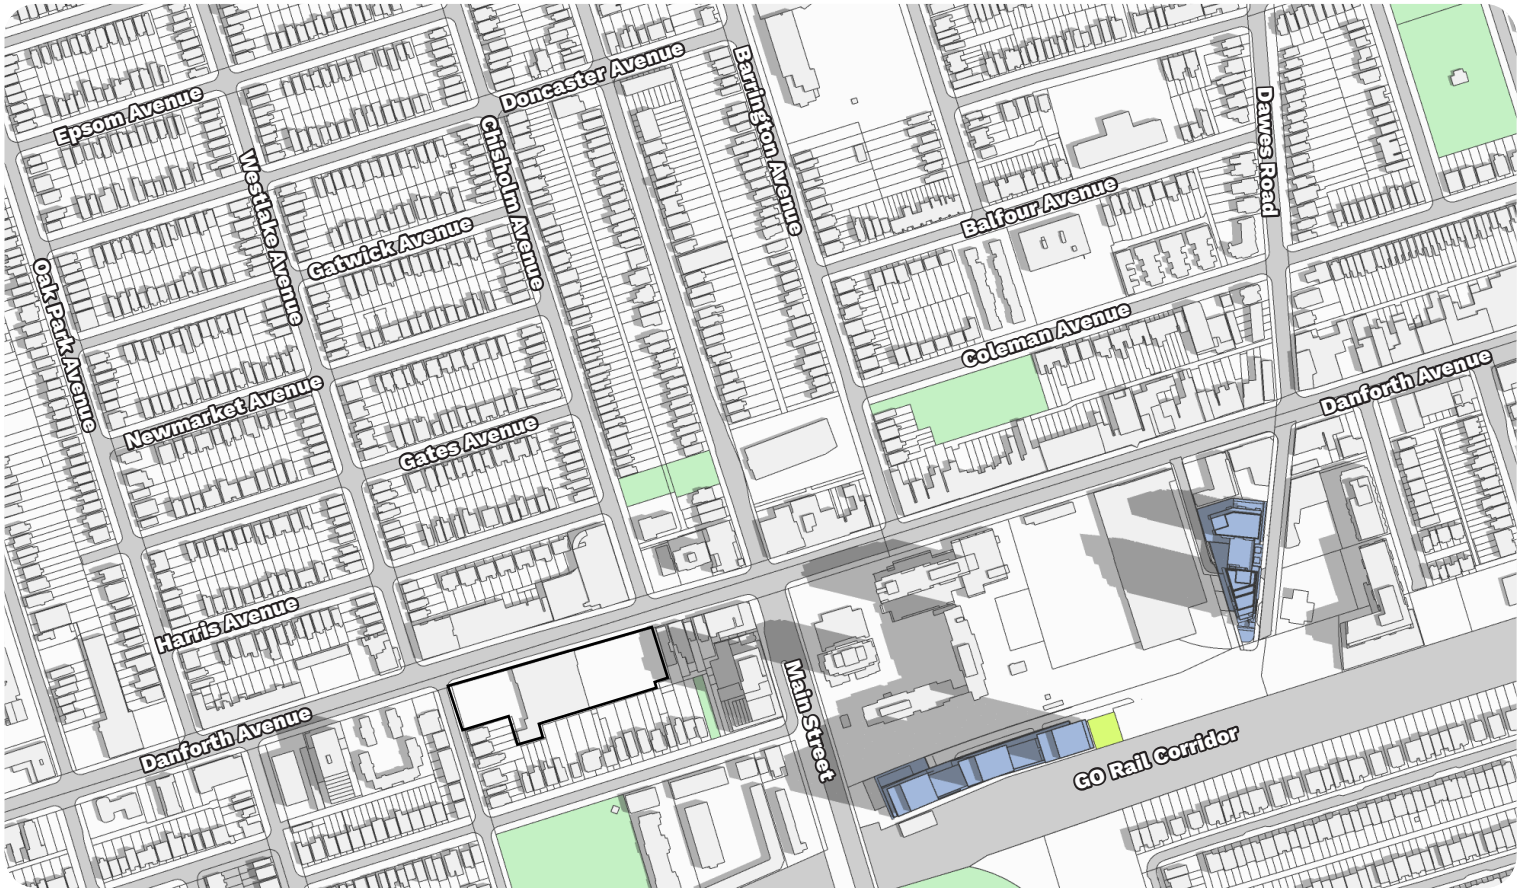 Doncaster Avenue
Epsom Avenue
Barrington Avenue
Dawes Road
Chisholm Avenue
Westlake Avenue
Balfour Avenue
Gatwick Avenue
Oak Park Avenue
Coleman Avenue
Danforth Avenue
Newmarket Avenue
Gates Avenue
Harris Avenue
Main Street
Danforth Avenue
GO Rail Corridor